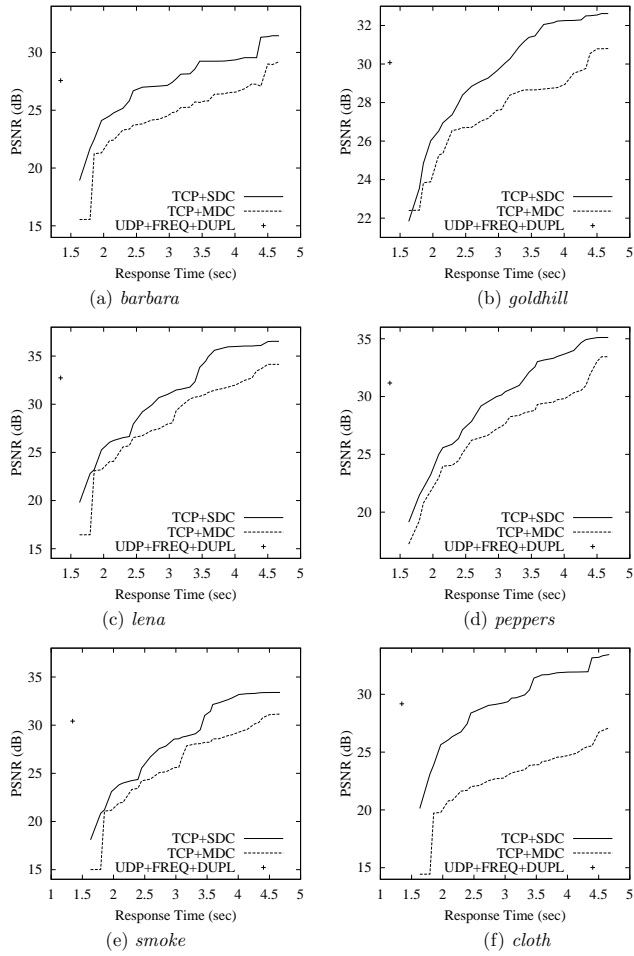 PSNR (dB)
30
25
20
15
TCP+SDC
TCP+MDC
UDP+FREQ+DUPL
1 1.5 2 2.5 3 3.5 4 4.5 5
Response Time (sec)
(a) barbara
PSNR (dB)
32
30
28
26
24
22
TCP+SDC
TCP+MDC
UDP+FREQ+DUPL
1 1.5 2 2.5 3 3.5 4 4.5 5
Response Time (sec)
(b) goldhill
PSNR (dB)
35
30
25
20
15
TCP+SDC
TCP+MDC
UDP+FREQ+DUPL
1 1.5 2 2.5 3 3.5 4 4.5 5
Response Time (sec)
(c) lena
PSNR (dB)
35
30
25
20
TCP+SDC
TCP+MDC
UDP+FREQ+DUPL
1 1.5 2 2.5 3 3.5 4 4.5 5
Response Time (sec)
(d) peppers
PSNR (dB)
35
30
25
20
15
TCP+SDC
TCP+MDC
UDP+FREQ+DUPL
1 1.5 2 2.5 3 3.5 4 4.5 5
Response Time (sec)
(e) smoke
PSNR (dB)
30
25
20
15
TCP+SDC
TCP+MDC
UDP+FREQ+DUPL
1 1.5 2 2.5 3 3.5 4 4.5 5
Response Time (sec)
(f) cloth